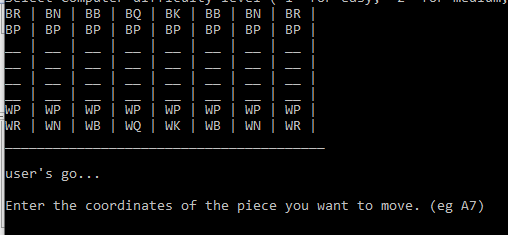 Select computer difficulty level ( 1 for easy, 2 for medium,
BR | BN | BB | BQ | BK | BB | BN | BR |
BP | BP | BP | BP | BP | BP | BP | BP |
__ | __ | __ | __ | __ | __ | __ | __ |
__ | __ | __ | __ | __ | __ | __ | __ |
__ | __ | __ | __ | __ | __ | __ | __ |
__ | __ | __ | __ | __ | __ | __ | __ |
WP | WP | WP | WP | WP | WP | WP | WP |
WR | WN | WB | WQ | WK | WB | WN | WR |
________________________________________
user's go...
Enter the coordinates of the piece you want to move. (eg A7)